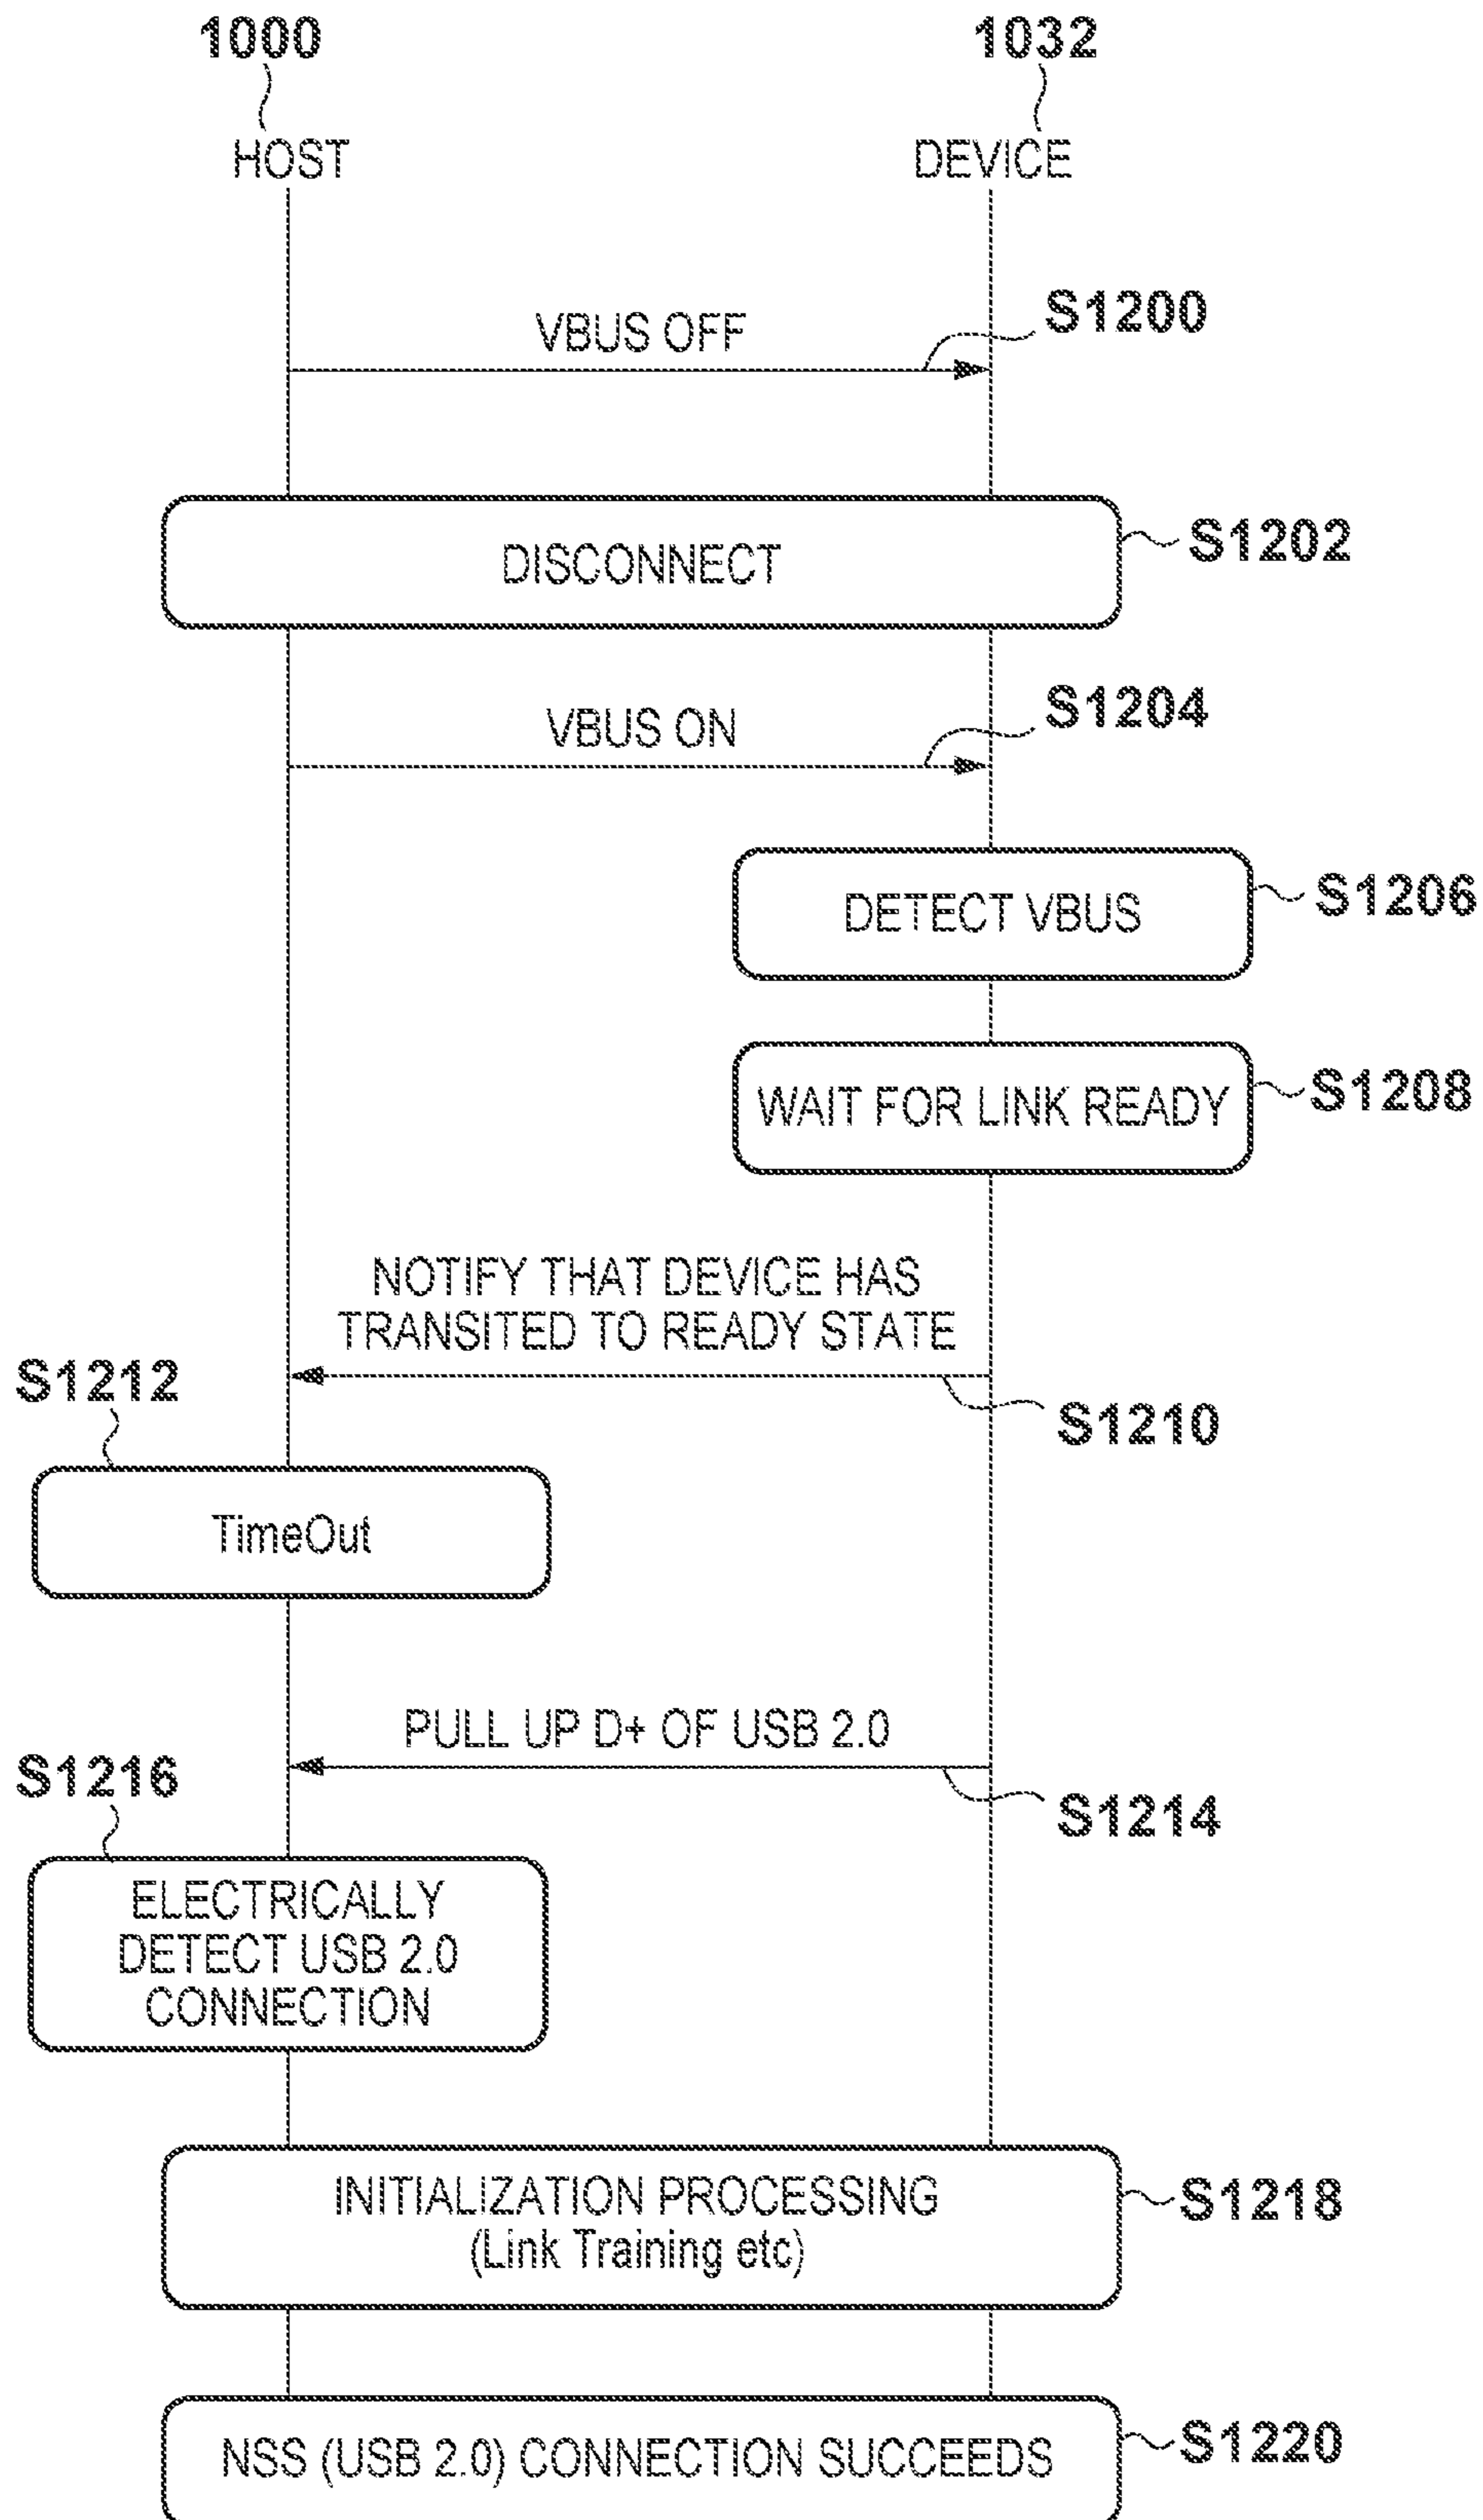 1000
1032
HOST
DEVICE
VBUS OFF
S1200
DISCONNECT
S1202
VBUS ON
S1204
DETECT VBUS
S1206
WAIT FOR LINK READY
S1208
NOTIFY THAT DEVICE HAS
TRANSITED TO READY STATE
S1212
S1210
TimeOut
PULL UP D+ OF USB 2.0
S1216
S1214
ELECTRICALLY
DETECT USB 2.0
CONNECTION
INITIALIZATION PROCESSING
(Link Training etc)
S1218
NSS (USB 2.0) CONNECTION SUCCEEDS
S1220